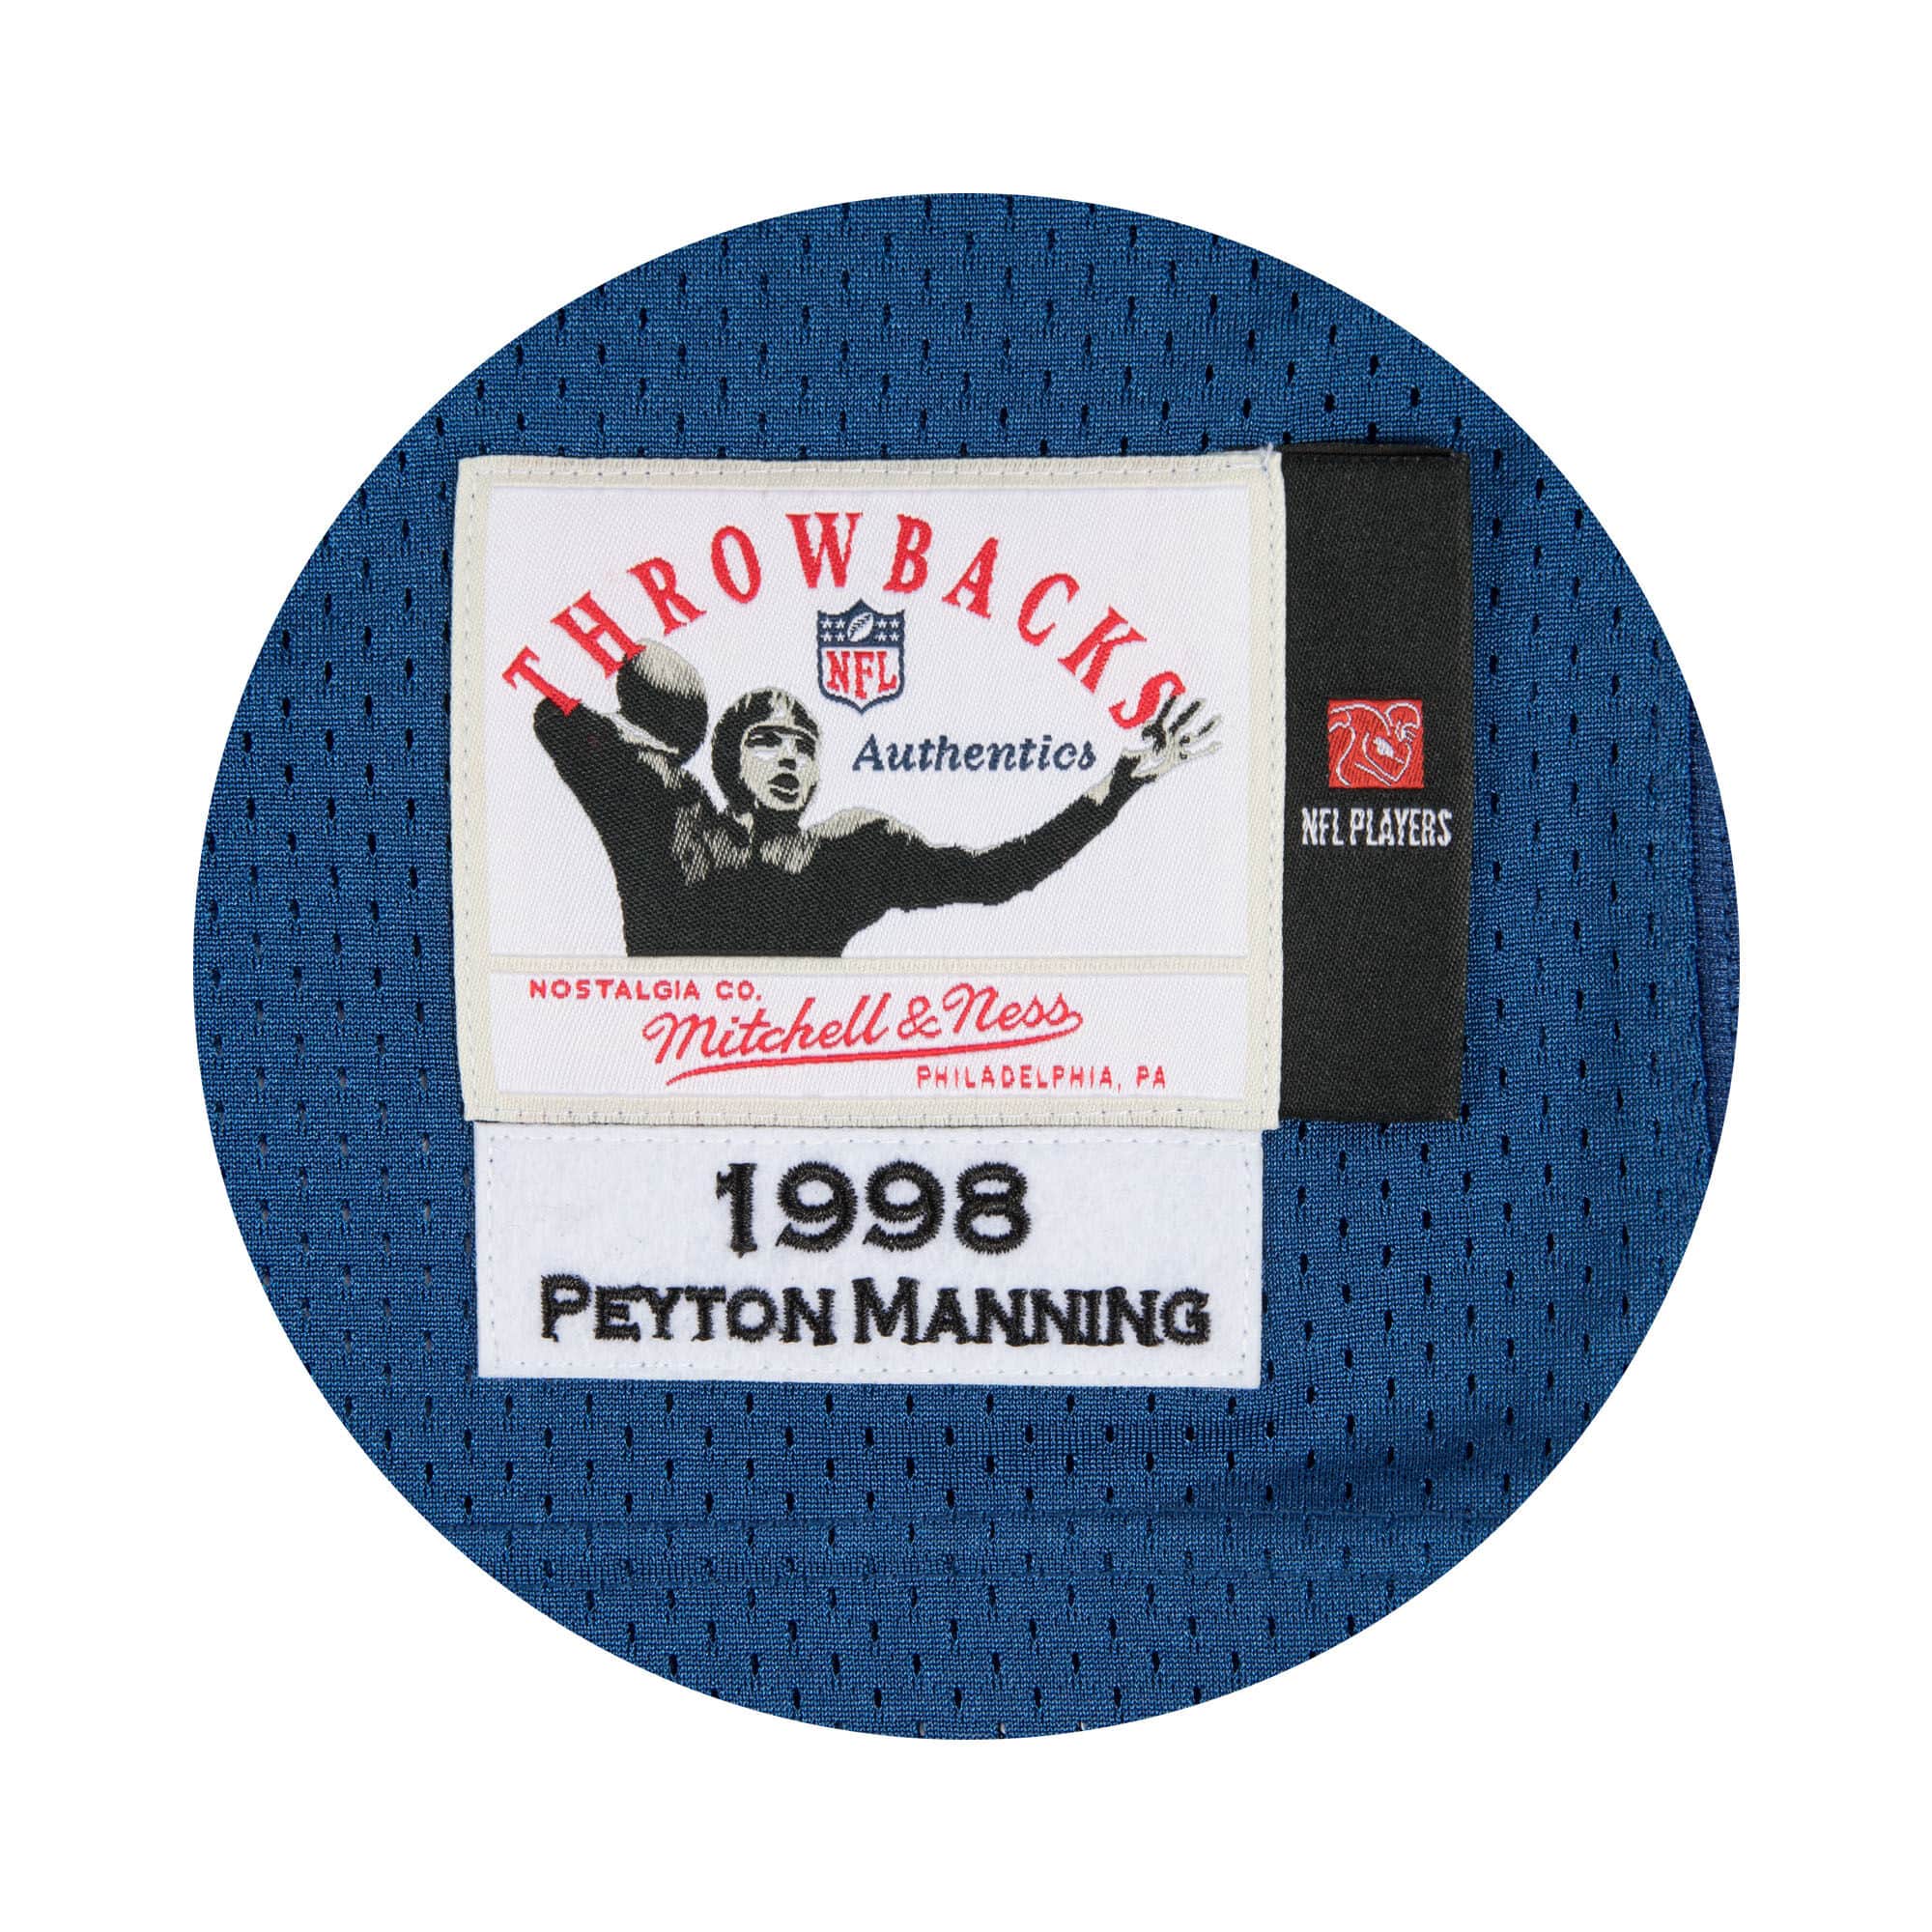 THROWBACKS
NFL
Authentics
NFL PLAYERS
NOSTALGIA CO.
Mitchell & Ness
PHILADELPHIA, PA
1998
PEYTON MANNING